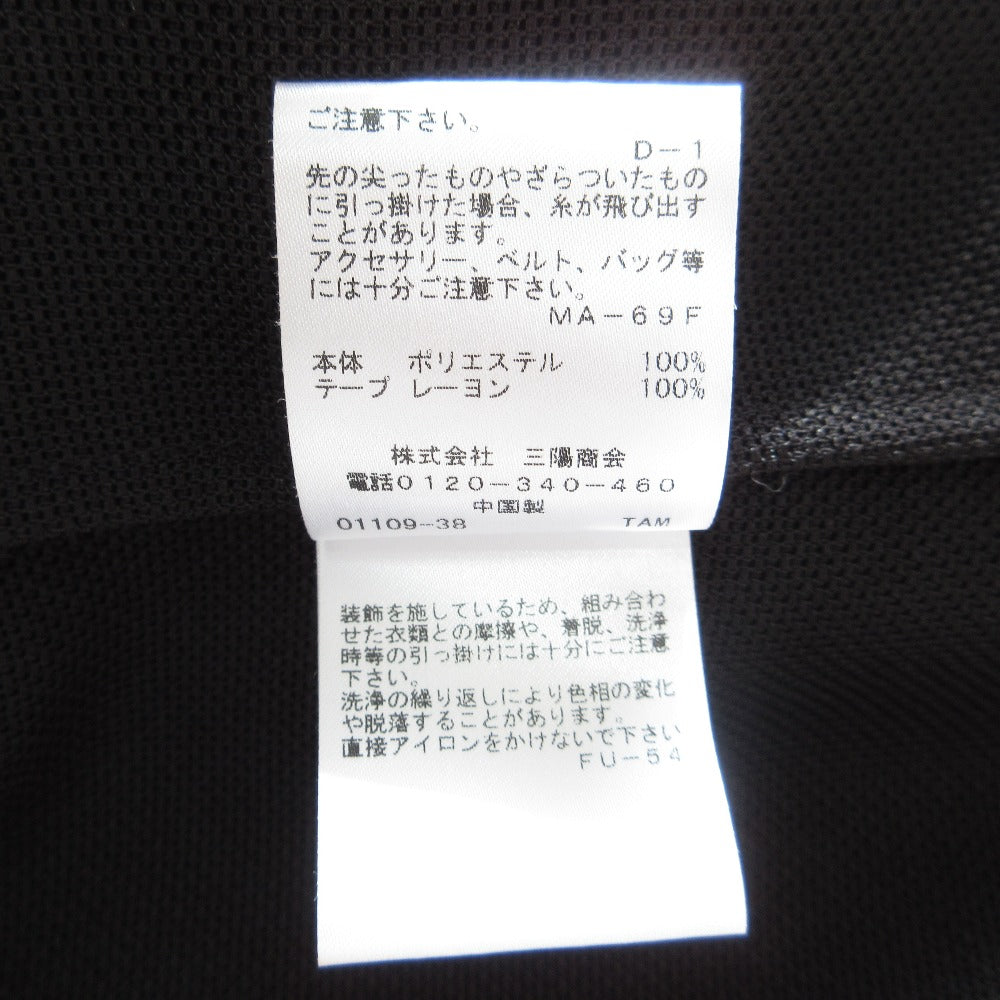 ご注意下さい。
D－1
先の尖ったものやざらついたもの
に引っ掛けた場合、糸が飛び出す
ことがあります。
アクセサリー、ベルト、バッグ等
には十分ご注意下さい。
MA－69F
本体　ポリエステル　100%
テープ　レーヨン　100%
株式会社　三陽商会
電話0120－340－460
中国製
01109-38　TAM
装飾を施しているため、組み合わ
せた衣類との摩擦や、着脱、洗浄
時等の引っ掛けには十分にご注意
下さい。
洗浄の繰り返しにより色相の変化
や脱落することがあります。
直接アイロンをかけないで下さい
FU－54